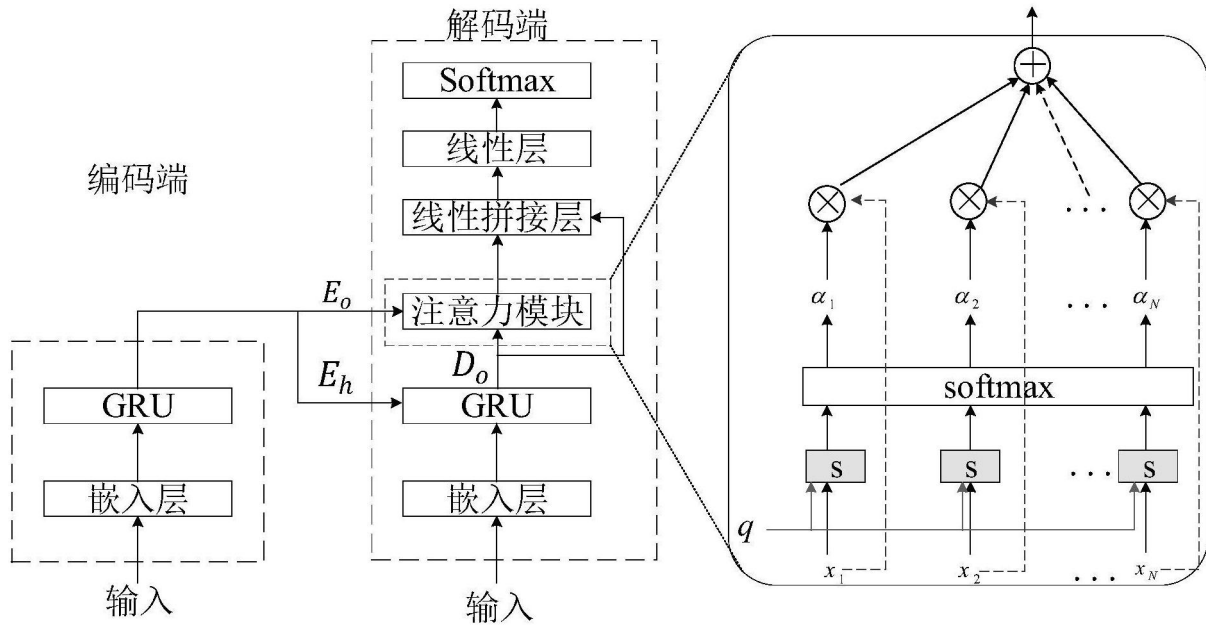 编码端
E_o
E_h
GRU
嵌入层
输入
解码端
Softmax
线性层
线性拼接层
注意力模块
D_o
GRU
嵌入层
输入
+
× × ... ×
α_1 α_2 ... α_N
softmax
s s ... s
q
x_1 x_2 ... x_N